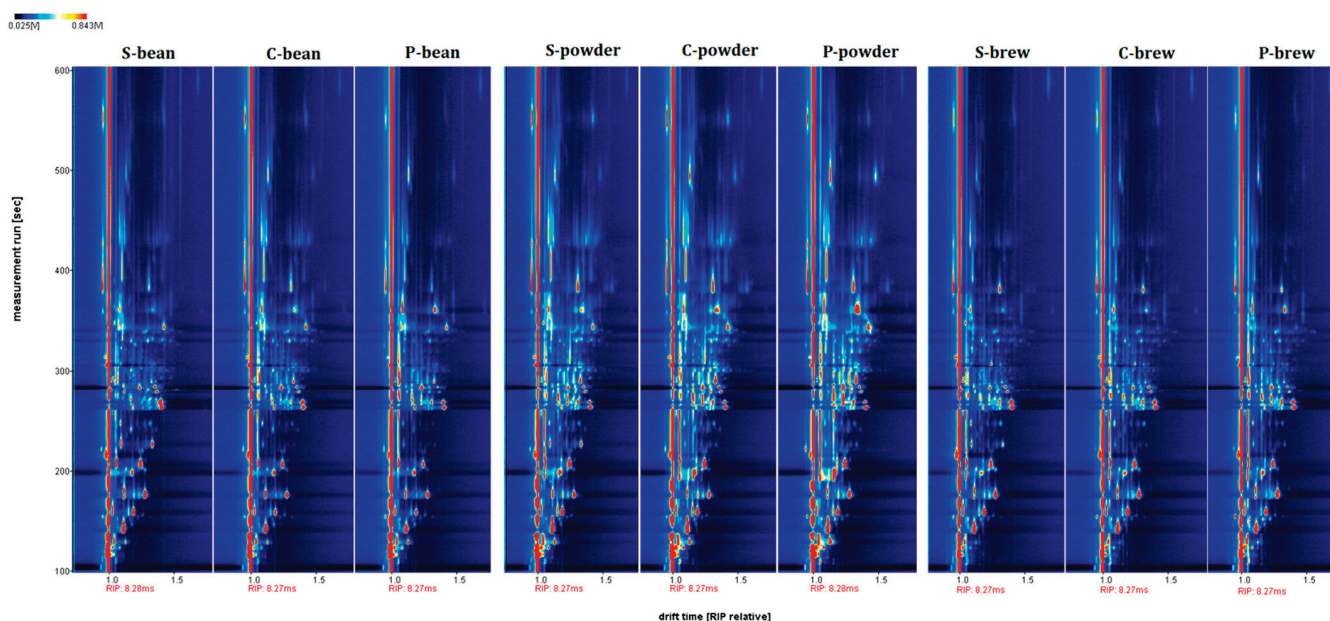 0.025[V] 0.843[V]
S-bean C-bean P-bean S-powder C-powder P-powder S-brew C-brew P-brew
600
500
measurement run [sec]
400
300
200
100
1.0 1.5 1.0 1.5 1.0 1.5 1.0 1.5 1.0 1.5 1.0 1.5 1.0 1.5 1.0 1.5 1.0 1.5
RIP: 8.28ms RIP: 8.27ms RIP: 8.27ms RIP: 8.27ms RIP: 8.27ms RIP: 8.28ms RIP: 8.27ms RIP: 8.27ms RIP: 8.27ms
drift time [RIP relative]